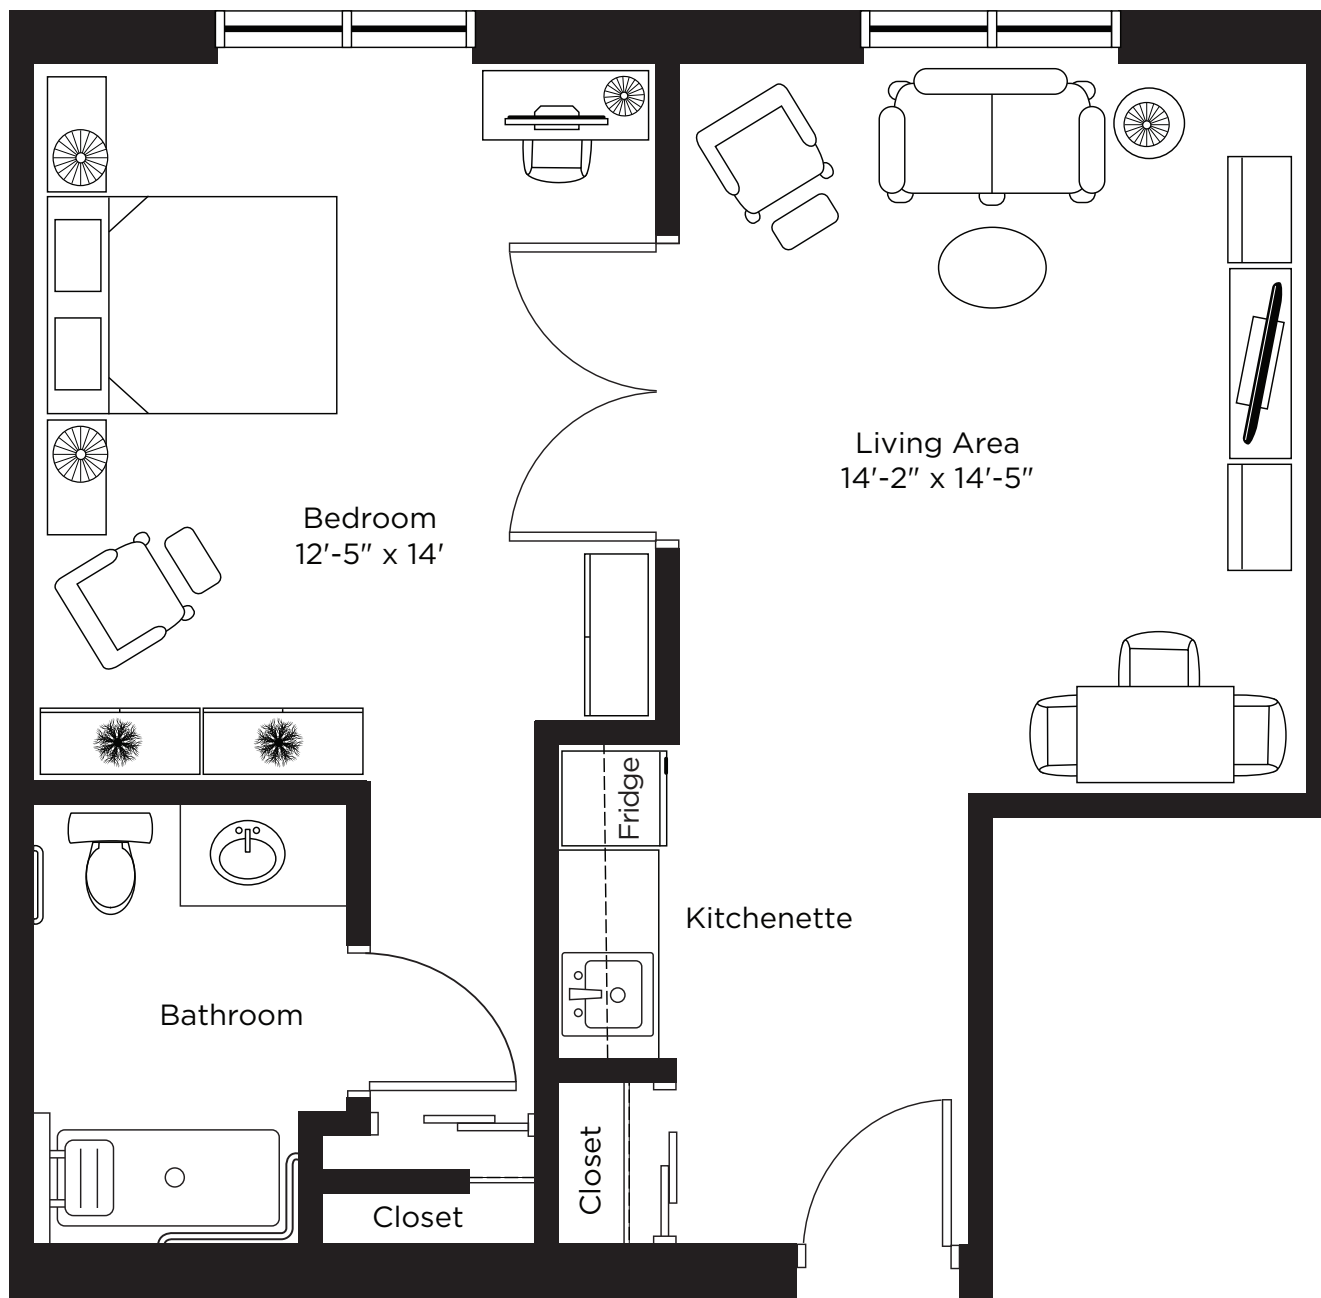 Living Area
14'-2" x 14'-5"
Bedroom
12'-5" x 14'
Fridge
Kitchenette
Bathroom
Closet
Closet